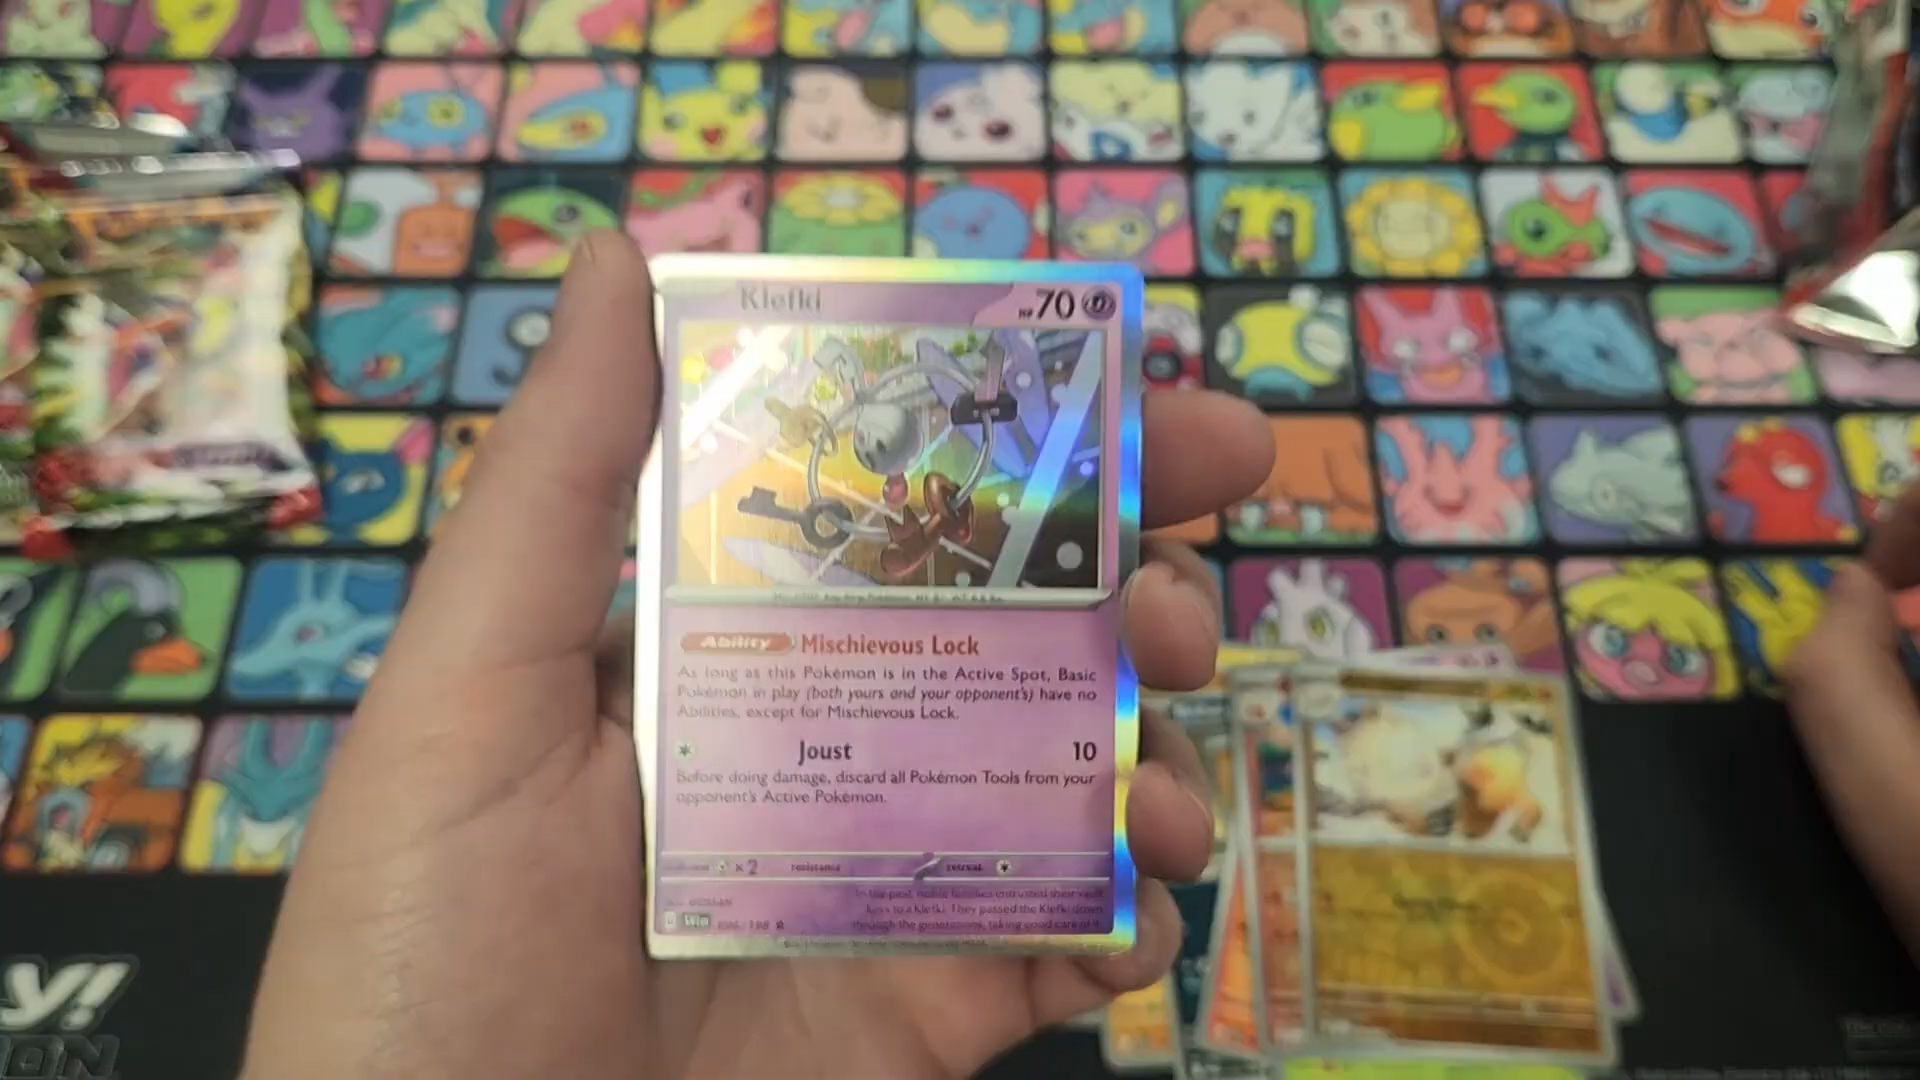 Klefki
HP 70
Ability Mischievous Lock
As long as this Pokémon is in the Active Spot, Basic
Pokémon in play (both yours and your opponent's) have no
Abilities, except for Mischievous Lock.
Joust 10
Before doing damage, discard all Pokémon Tools from your
opponent's Active Pokémon.
x2 resistance retreat
In the past, noble families entrusted their vault
keys to a Klefki. They passed the Klefki down
through the generations, taking good care of it.
Y!
ION